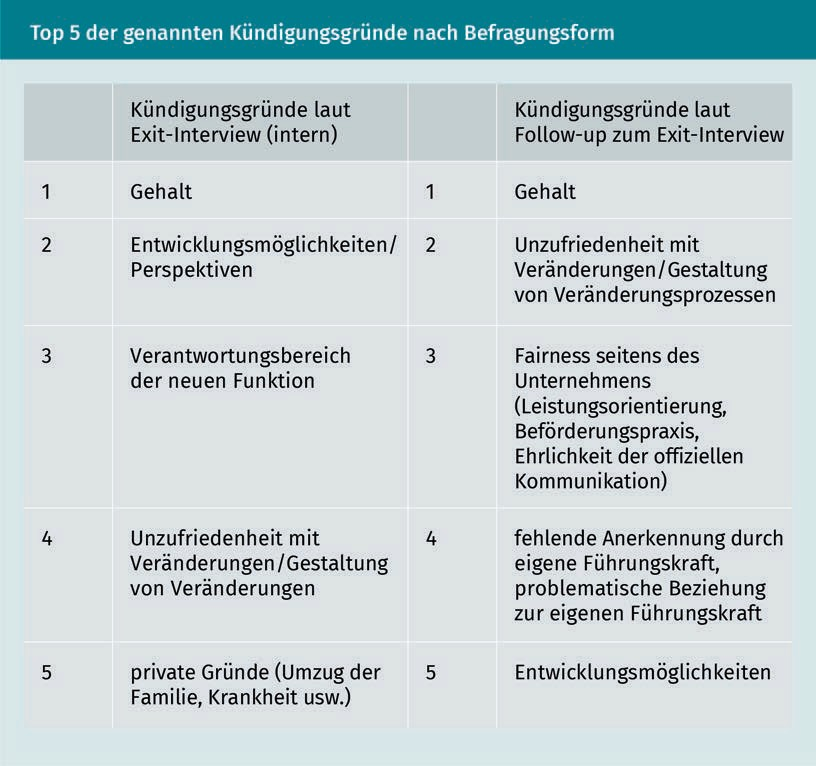 Top 5 der genannten Kündigungsgründe nach Befragungsform
Kündigungsgründe laut
Exit-Interview (intern)
Kündigungsgründe laut
Follow-up zum Exit-Interview
1
Gehalt
1
Gehalt
2
Entwicklungsmöglichkeiten/
Perspektiven
2
Unzufriedenheit mit
Veränderungen/Gestaltung
von Veränderungsprozessen
3
Verantwortungsbereich
der neuen Funktion
3
Fairness seitens des
Unternehmens
(Leistungsorientierung,
Beförderungspraxis,
Ehrlichkeit der offiziellen
Kommunikation)
4
Unzufriedenheit mit
Veränderungen/Gestaltung
von Veränderungen
4
fehlende Anerkennung durch
eigene Führungskraft,
problematische Beziehung
zur eigenen Führungskraft
5
private Gründe (Umzug der
Familie, Krankheit usw.)
5
Entwicklungsmöglichkeiten